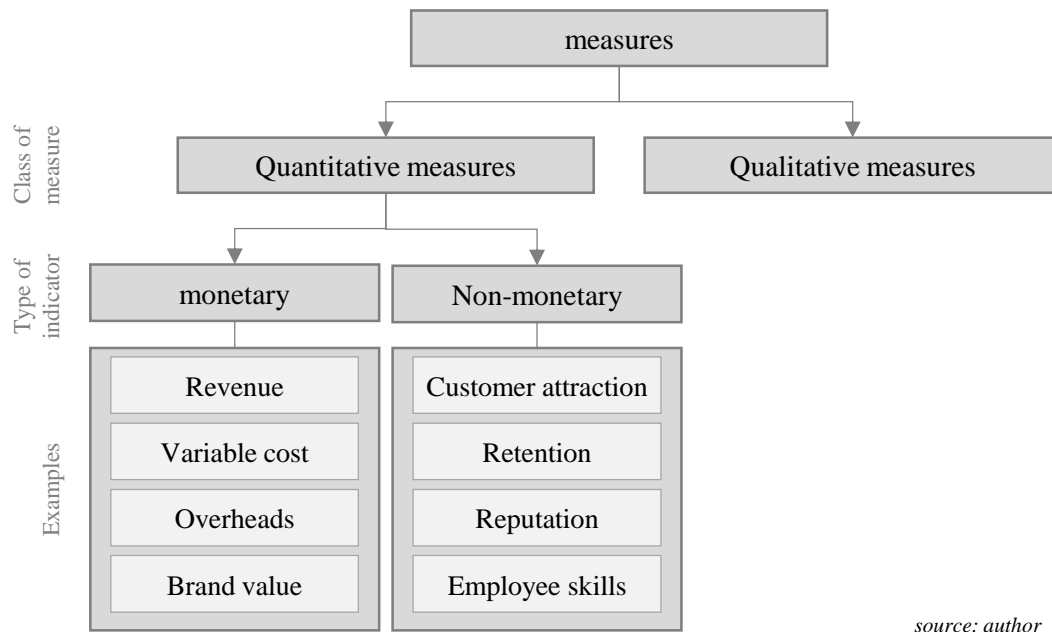 measures
Class of
measure
Quantitative measures
Qualitative measures
Type of
indicator
monetary
Non-monetary
Examples
Revenue
Customer attraction
Variable cost
Retention
Overheads
Reputation
Brand value
Employee skills
source: author